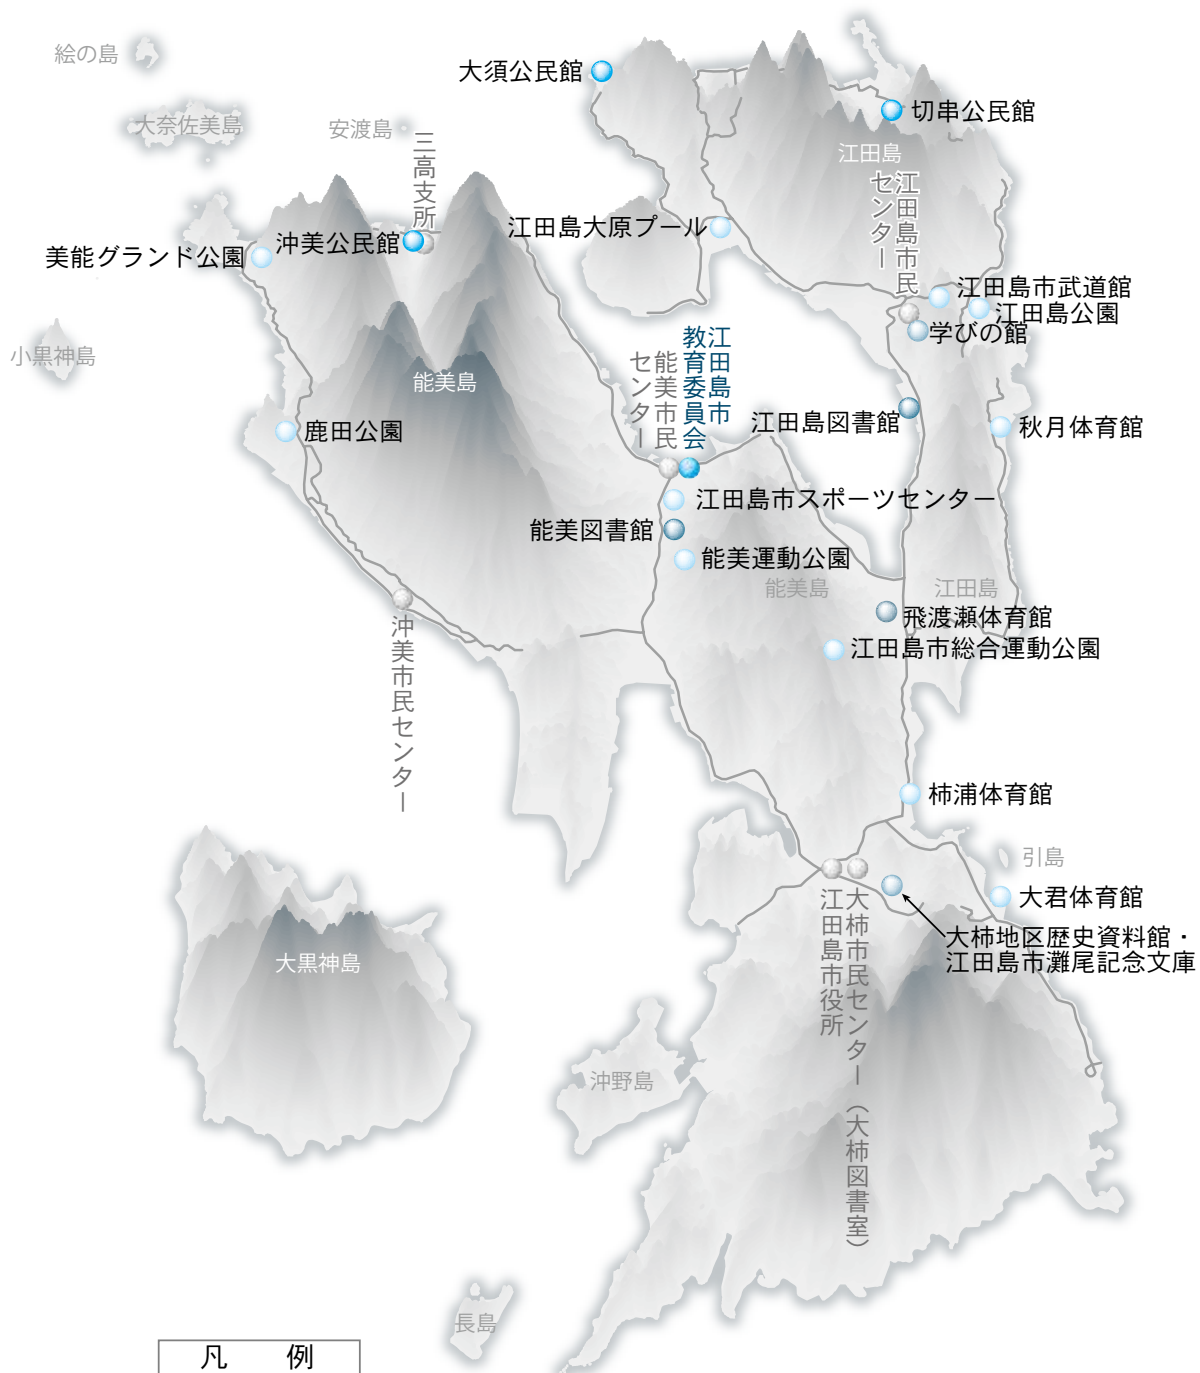 絵の島
大須公民館
切串公民館
大奈佐美島
安渡島
三高支所
江田島
江田島市民
センター
江田島大原プール
沖美公民館
美能グランド公園
江田島市武道館
江田島公園
学びの館
小黒神島
能美島
江田島市
教育委員会
能美市民
センター
江田島図書館
秋月体育館
鹿田公園
江田島市スポーツセンター
能美図書館
能美運動公園
能美島
江田島
飛渡瀬体育館
江田島市総合運動公園
沖美市民センター
柿浦体育館
引島
大君体育館
大柿地区歴史資料館・
江田島市灘尾記念文庫
大柿市民センター（大柿図書室）
江田島市役所
大黒神島
沖野島
長島
凡　例